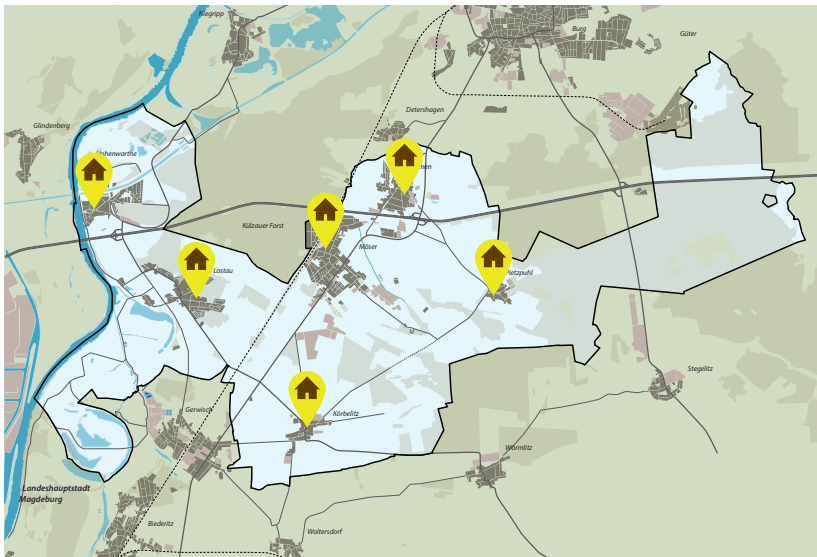 Niegripp
Burg
Güter
Detershagen
Glindenberg
Hohenwarthe
Külzauer Forst
Möser
Lostau
Pietzpuhl
Stegelitz
Gerwisch
Körbelitz
Wörmlitz
Landeshauptstadt
Magdeburg
Biederitz
Woltersdorf